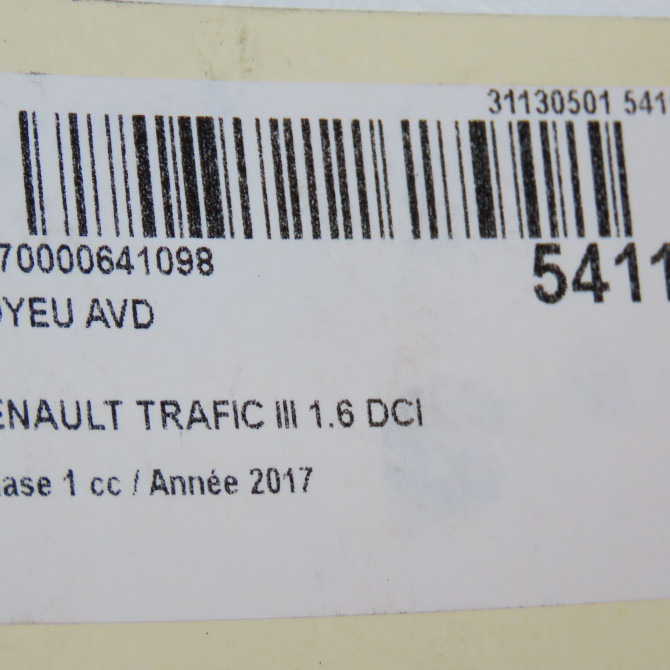 31130501 541
70000641098
5411
OYEU AVD
ENAULT TRAFIC III 1.6 DCI
ase 1 cc / Année 2017